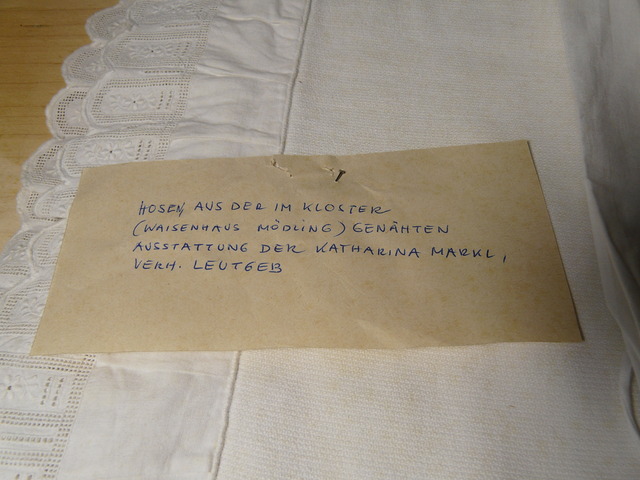 HOSEN AUS DER IM KLOSTER
(WAISENHAUS MÖDLING) GENÄHTEN
AUSSTATTUNG DER KATHARINA MARKL,
VERH. LEUTGEB